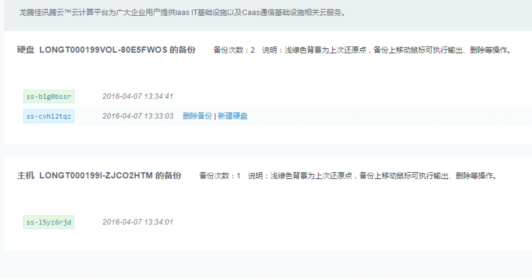 龙腾佳讯腾云™云计算平台为广大企业用户提供Iaas IT基础设施以及Caas通信基础设施相关云服务。
硬盘 LONGT000199VOL-80E5FWOS 的备份 备份次数：2 说明：浅绿色背景为上次还原点，备份上移动鼠标可执行输出、删除等操作。
ss-b1g0bssr 2016-04-07 13:34:41
ss-cvhl2tqz 2016-04-07 13:33:03 删除备份 | 新建硬盘
主机 LONGT000199I-ZJCO2HTM 的备份 备份次数：1 说明：浅绿色背景为上次还原点，备份上移动鼠标可执行输出、删除等操作。
ss-l5yz6rjd 2016-04-07 13:34:01